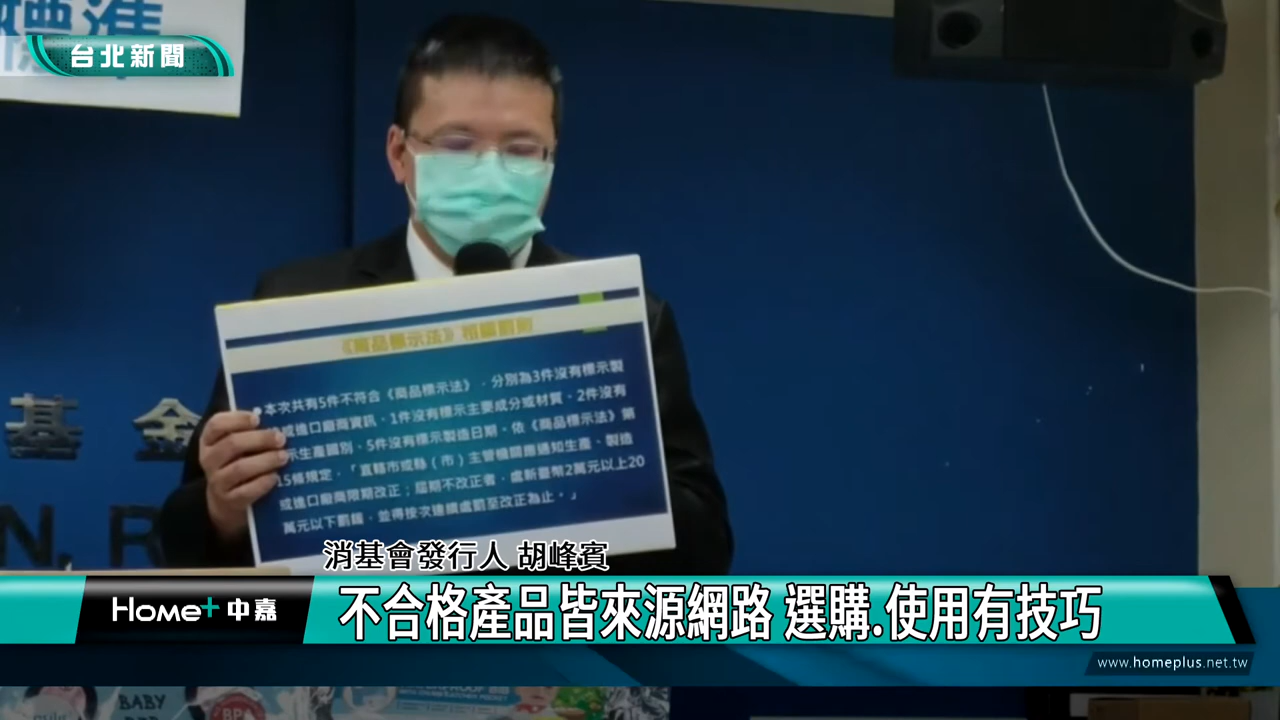 標準
台北新聞
《商品標示法》相關罰則
●本次共有5件不符合《商品標示法》，分別為3件沒有標示製
或進口廠商資訊、1件沒有標示主要成分或材質、2件沒有
示生產國別、5件沒有標示製造日期。依《商品標示法》第
15條規定，「直轄市或縣（市）主管機關應通知生產、製造
或進口廠商限期改正；屆期不改正者，處新臺幣2萬元以上20
萬元以下罰鍰，並得按次連續處罰至改正為止。」
基金
N, R
消基會發行人 胡峰賓
Home+中嘉
不合格產品皆來源網路 選購.使用有技巧
www.homeplus.net.tw
BABY